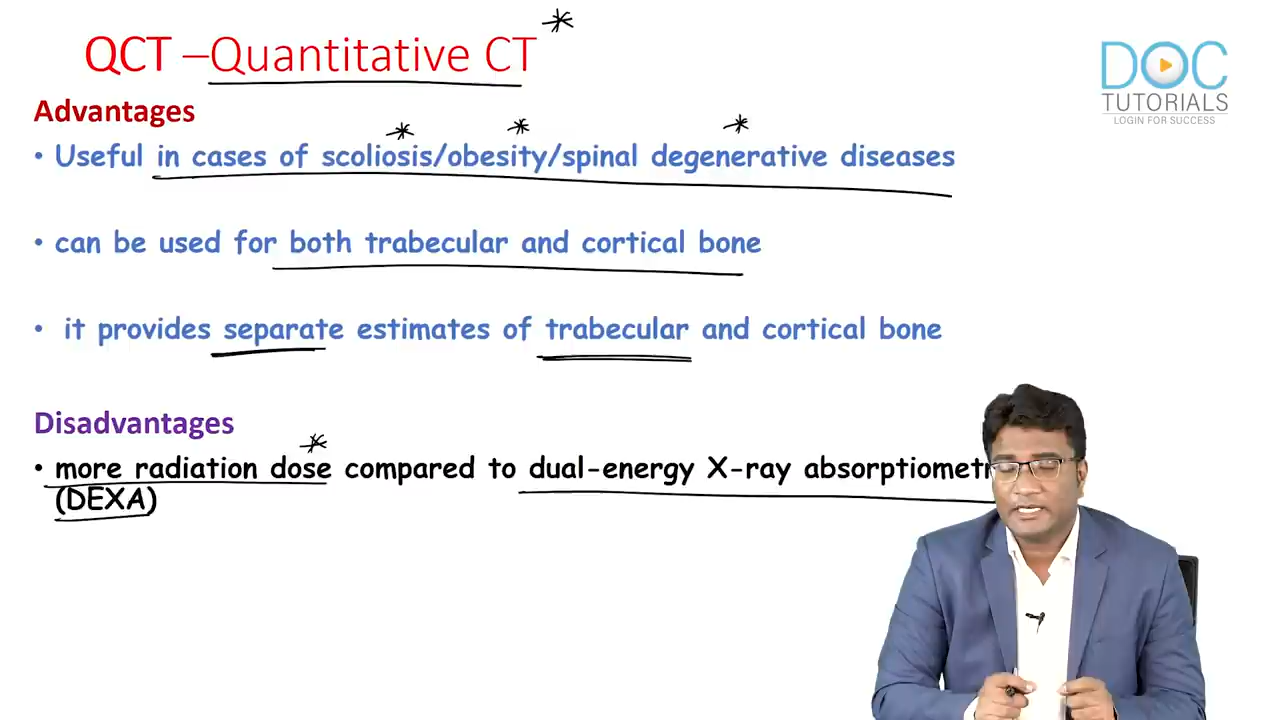 QCT –Quantitative CT
DOC
TUTORIALS
LOGIN FOR SUCCESS
Advantages
• Useful in cases of scoliosis/obesity/spinal degenerative diseases
• can be used for both trabecular and cortical bone
• it provides separate estimates of trabecular and cortical bone
Disadvantages
• more radiation dose compared to dual-energy X-ray absorptiomet
(DEXA)